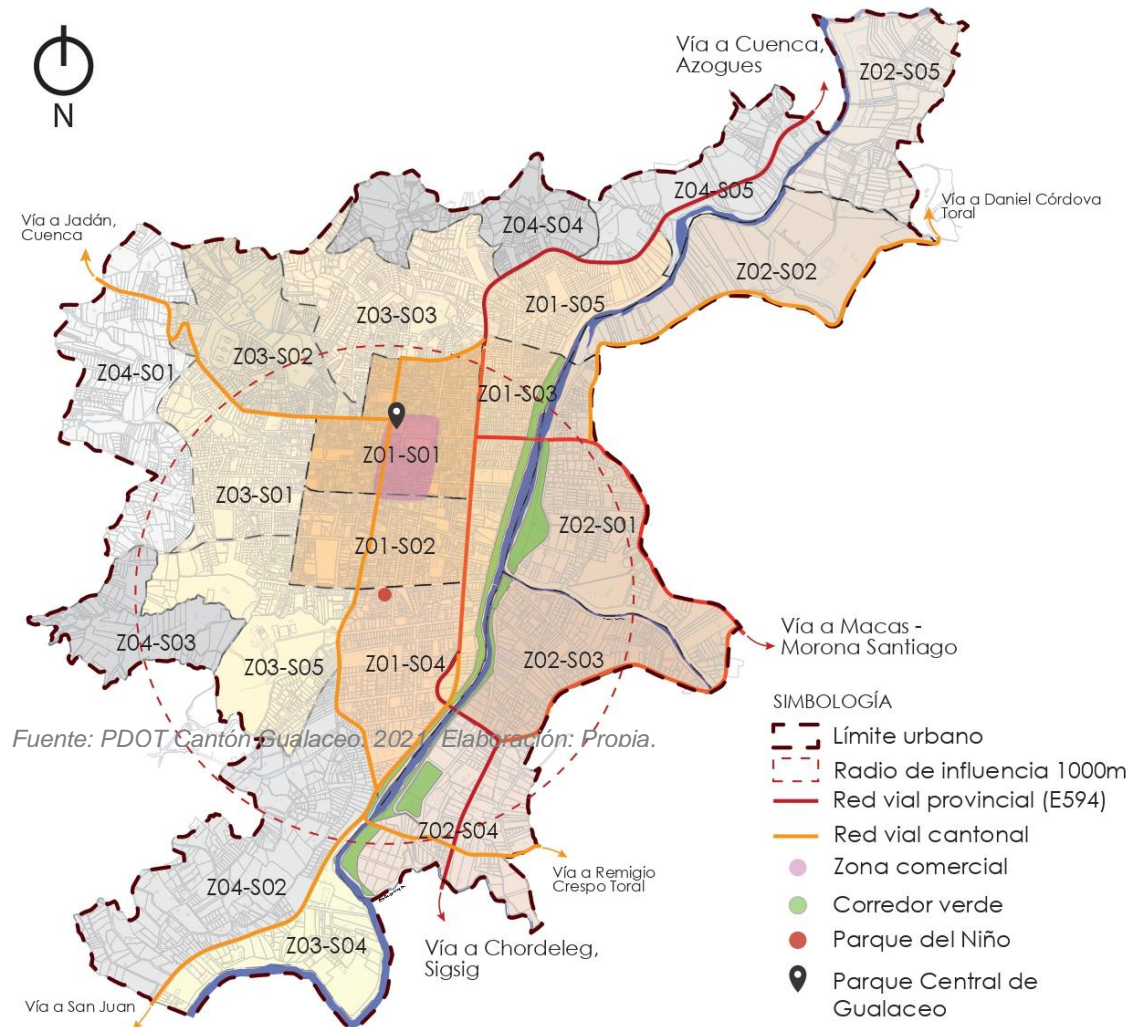 N
Vía a Cuenca,
Azogues
Z02-S05
Vía a Daniel Córdova
Toral
Z04-S05
Z04-S04
Vía a Jadán,
Cuenca
Z02-S02
Z01-S05
Z03-S03
Z03-S02
Z04-S01
Z01-S03
Z01-S01
Z03-S01
Z02-S01
Z01-S02
Z04-S03
Z03-S05
Z01-S04
Z02-S03
Vía a Macas -
Morona Santiago
Fuente: PDOT Cantón Gualaceo. 2021. Elaboración: Propia.
Z02-S04
Z04-S02
Vía a Remigio
Crespo Toral
Z03-S04
Vía a Chordeleg,
Sigsig
Vía a San Juan
SIMBOLOGÍA
Límite urbano
Radio de influencia 1000m
Red vial provincial (E594)
Red vial cantonal
Zona comercial
Corredor verde
Parque del Niño
Parque Central de
Gualaceo